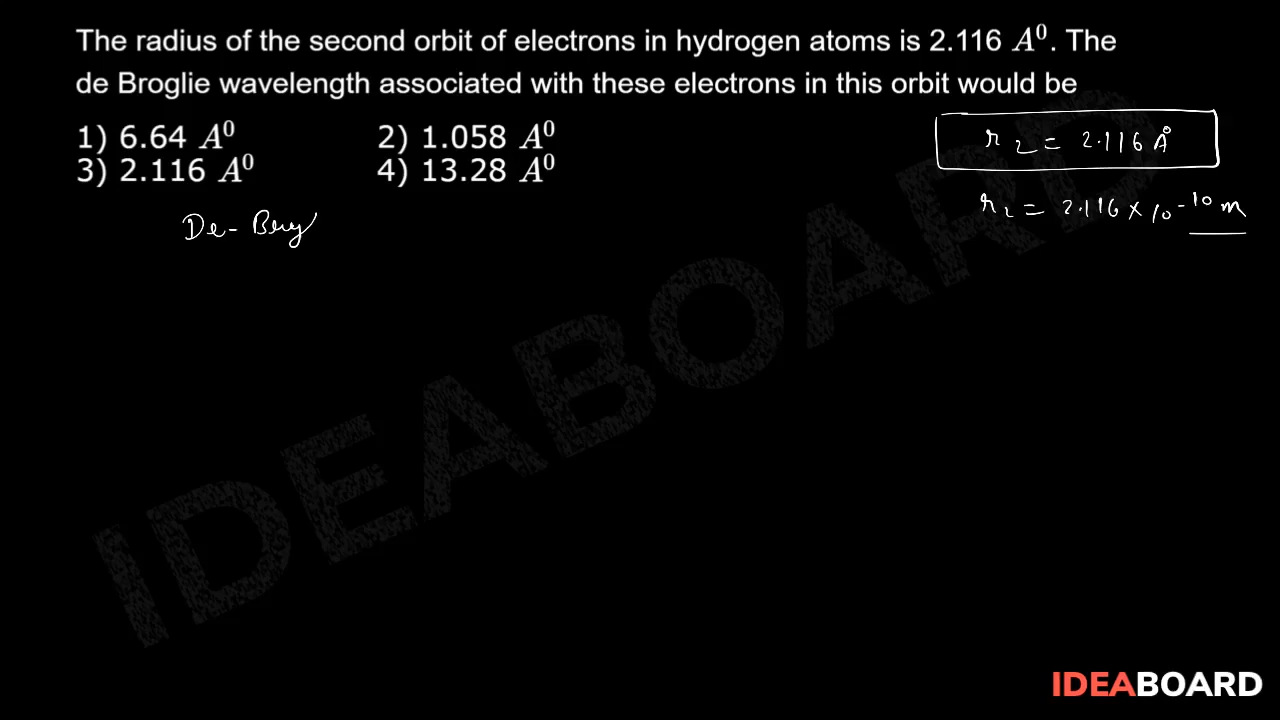 The radius of the second orbit of electrons in hydrogen atoms is 2.116 A⁰. The
de Broglie wavelength associated with these electrons in this orbit would be
1) 6.64 A⁰ 2) 1.058 A⁰
3) 2.116 A⁰ 4) 13.28 A⁰
r₂ = 2.116 Å
r₂ = 2.116 × 10⁻¹⁰ m
De-
IDEABOARD
IDEABOARD